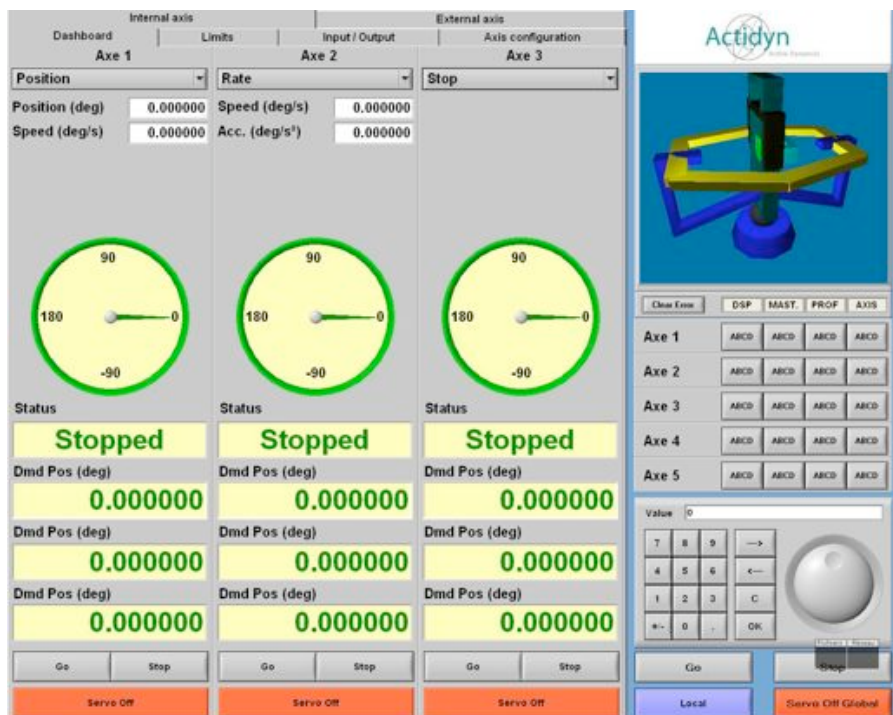 Internal axis External axis
Dashboard Limits Input / Output Axis configuration
Axe 1 Axe 2 Axe 3
Position Rate Stop
Position (deg) 0.000000 Speed (deg/s) 0.000000
Speed (deg/s) 0.000000 Acc. (deg/s²) 0.000000
90 90 90
180 0 180 0 180 0
-90 -90 -90
Status Status Status
Stopped Stopped Stopped
Dmd Pos (deg) Dmd Pos (deg) Dmd Pos (deg)
0.000000 0.000000 0.000000
Dmd Pos (deg) Dmd Pos (deg) Dmd Pos (deg)
0.000000 0.000000 0.000000
Dmd Pos (deg) Dmd Pos (deg) Dmd Pos (deg)
0.000000 0.000000 0.000000
Go Stop Go Stop Go Stop
Servo Off Servo Off Servo Off
Actidyn
Clear Error DSP MAST. PROF AXIS
Axe 1 ABCD ABCD ABCD ABCD
Axe 2 ABCD ABCD ABCD ABCD
Axe 3 ABCD ABCD ABCD ABCD
Axe 4 ABCD ABCD ABCD ABCD
Axe 5 ABCD ABCD ABCD ABCD
Value 0
7 8 9 —>
4 5 6 <—
1 2 3 C
+/- 0 . OK
Go Stop
Local Servo Off Global